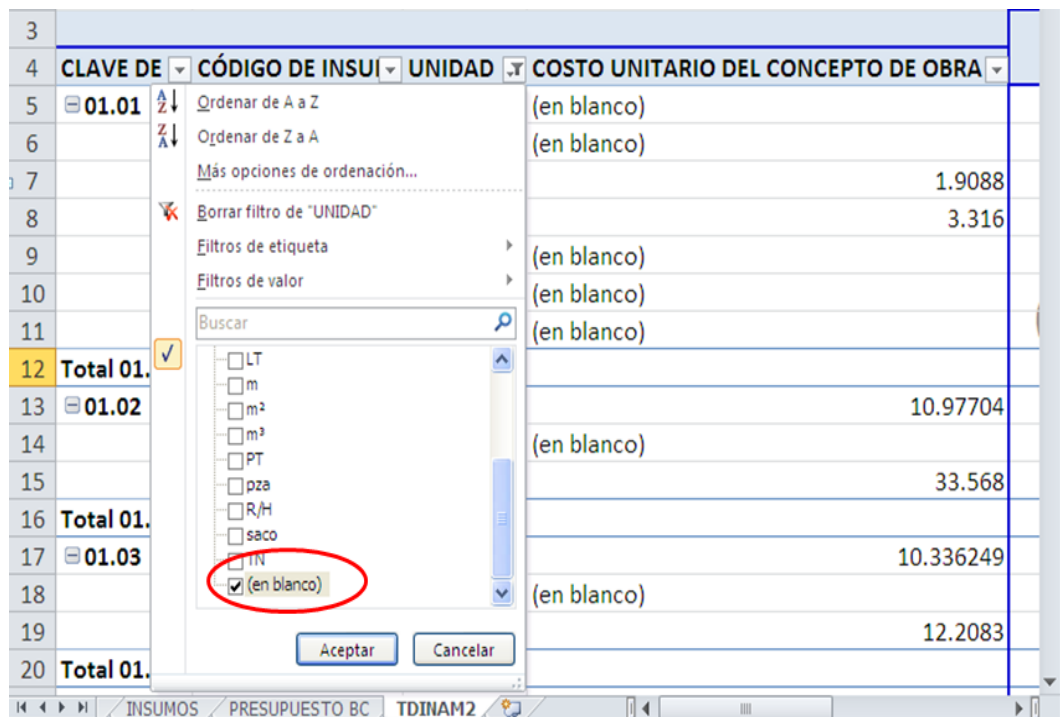 3
4 CLAVE DE CÓDIGO DE INSUI UNIDAD COSTO UNITARIO DEL CONCEPTO DE OBRA
5 01.01 (en blanco)
6 (en blanco)
7 1.9088
8 3.316
9 (en blanco)
10 (en blanco)
11 (en blanco)
12 Total 01.
13 01.02 10.97704
14 (en blanco)
15 33.568
16 Total 01.
17 01.03 10.336249
18 (en blanco)
19 12.2083
20 Total 01.
Ordenar de A a Z
Ordenar de Z a A
Más opciones de ordenación...
Borrar filtro de "UNIDAD"
Filtros de etiqueta
Filtros de valor
Buscar
LT
m
m²
m³
PT
pza
R/H
saco
TN
(en blanco)
Aceptar Cancelar
INSUMOS PRESUPUESTO BC TDINAM2